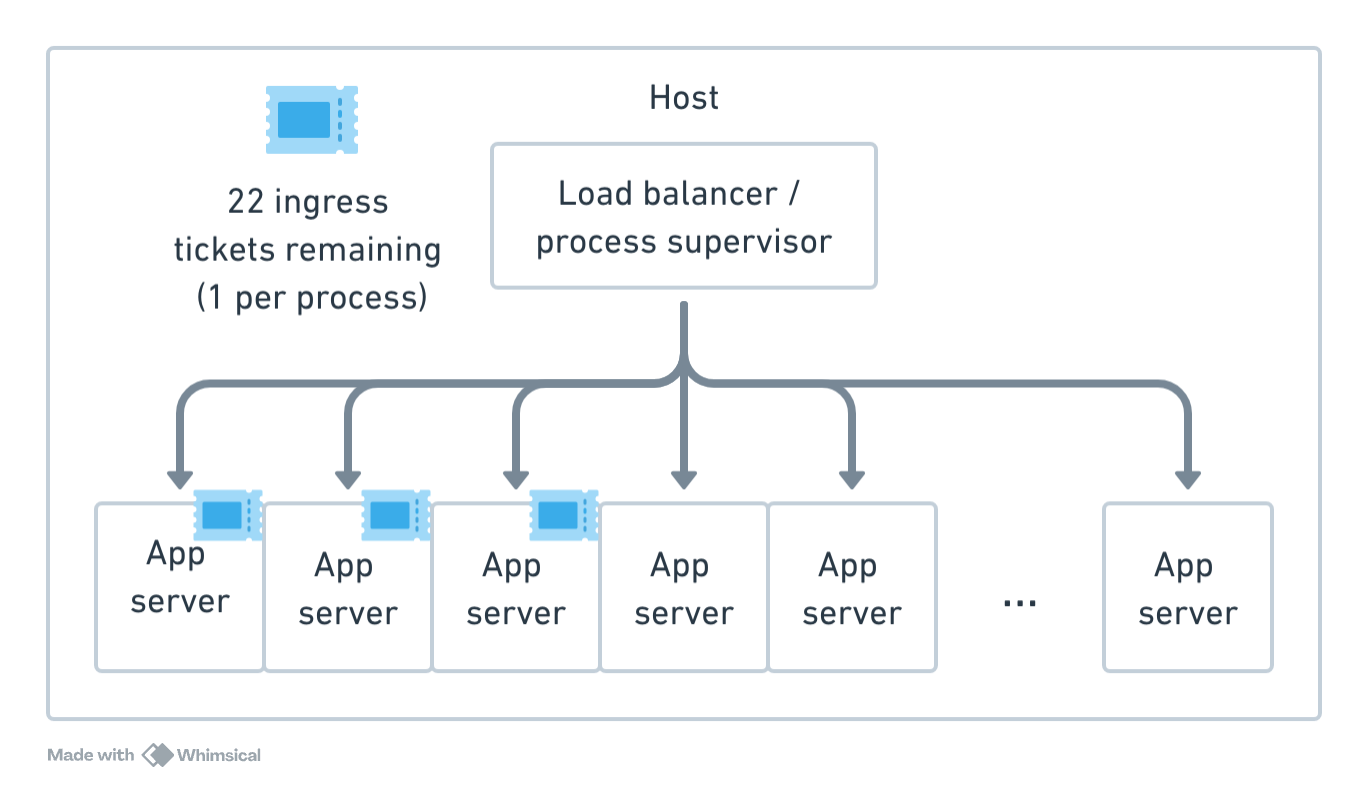 Host
22 ingress
tickets remaining
(1 per process)
Load balancer /
process supervisor
App
server
App
server
App
server
App
server
App
server
...
App
server
Made with Whimsical